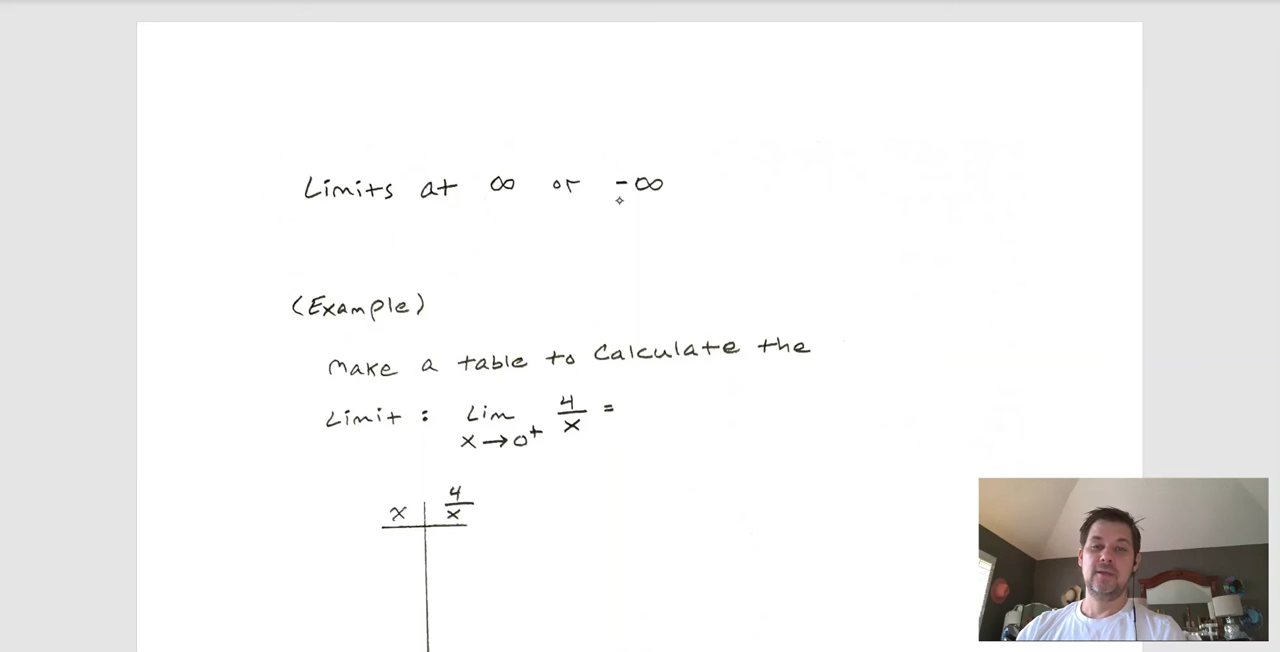 Limits at ∞ or -∞
(Example)
Make a table to Calculate the
Limit : Lim x→0⁺ 4/x =
x | 4/x